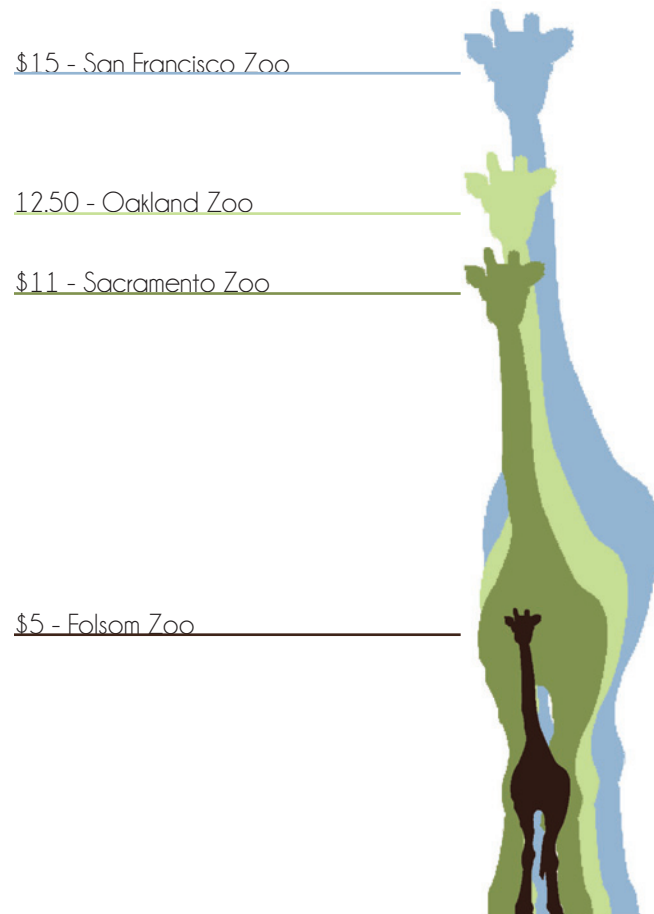 $15 - San Francisco Zoo
12.50 - Oakland Zoo
$11 - Sacramento Zoo
$5 - Folsom Zoo